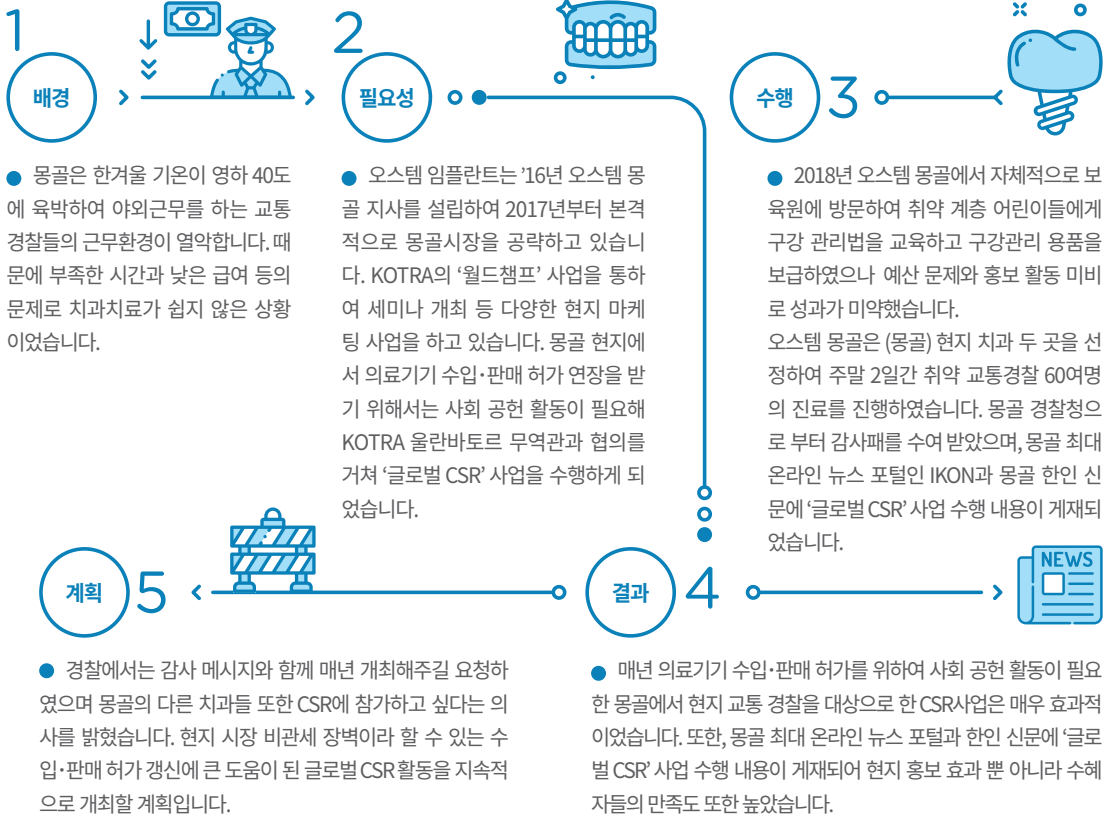 1
배경
● 몽골은 한겨울 기온이 영하 40도
에 육박하여 야외근무를 하는 교통
경찰들의 근무환경이 열악합니다. 때
문에 부족한 시간과 낮은 급여 등의
문제로 치과치료가 쉽지 않은 상황
이었습니다.
2
필요성
● 오스템 임플란트는 ’16년 오스템 몽
골 지사를 설립하여 2017년부터 본격
적으로 몽골시장을 공략하고 있습니
다. KOTRA의 ‘월드챔프’ 사업을 통하
여 세미나 개최 등 다양한 현지 마케
팅 사업을 하고 있습니다. 몽골 현지에
서 의료기기 수입·판매 허가 연장을 받
기 위해서는 사회 공헌 활동이 필요해
KOTRA 울란바토르 무역관과 협의를
거쳐 ‘글로벌 CSR’ 사업을 수행하게 되
었습니다.
수행 3
● 2018년 오스템 몽골에서 자체적으로 보
육원에 방문하여 취약 계층 어린이들에게
구강 관리법을 교육하고 구강관리 용품을
보급하였으나 예산 문제와 홍보 활동 미비
로 성과가 미약했습니다.
오스템 몽골은 (몽골) 현지 치과 두 곳을 선
정하여 주말 2일간 취약 교통경찰 60여명
의 진료를 진행하였습니다. 몽골 경찰청으
로 부터 감사패를 수여 받았으며, 몽골 최대
온라인 뉴스 포털인 IKON과 몽골 한인 신
문에 ‘글로벌 CSR’ 사업 수행 내용이 게재되
었습니다.
결과 4
NEWS
● 매년 의료기기 수입·판매 허가를 위하여 사회 공헌 활동이 필요
한 몽골에서 현지 교통 경찰을 대상으로 한 CSR사업은 매우 효과적
이었습니다. 또한, 몽골 최대 온라인 뉴스 포털과 한인 신문에 ‘글로
벌 CSR’ 사업 수행 내용이 게재되어 현지 홍보 효과 뿐 아니라 수혜
자들의 만족도 또한 높았습니다.
계획 5
● 경찰에서는 감사 메시지와 함께 매년 개최해주길 요청하
였으며 몽골의 다른 치과들 또한 CSR에 참가하고 싶다는 의
사를 밝혔습니다. 현지 시장 비관세 장벽이라 할 수 있는 수
입·판매 허가 갱신에 큰 도움이 된 글로벌 CSR 활동을 지속적
으로 개최할 계획입니다.